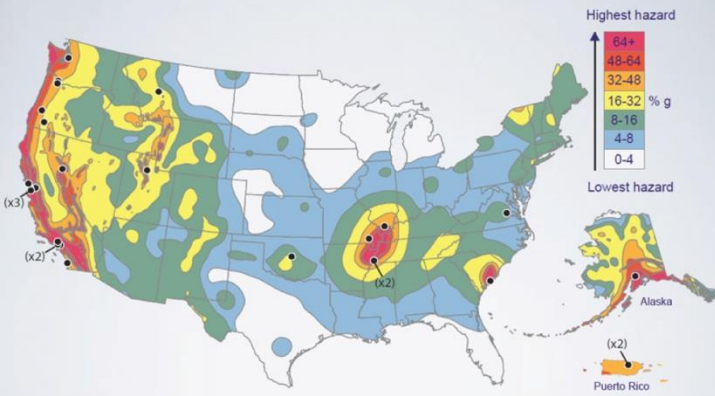 Highest hazard
64+
48-64
32-48
16-32 % g
8-16
4-8
0-4
Lowest hazard
(x3)
(x2)
(x2)
Alaska
(x2)
Puerto Rico